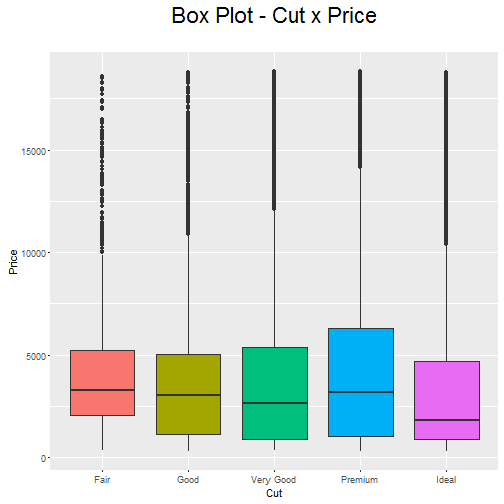 Box Plot - Cut x Price
Price
15000
10000
5000
0
Fair Good Very Good Premium Ideal
Cut